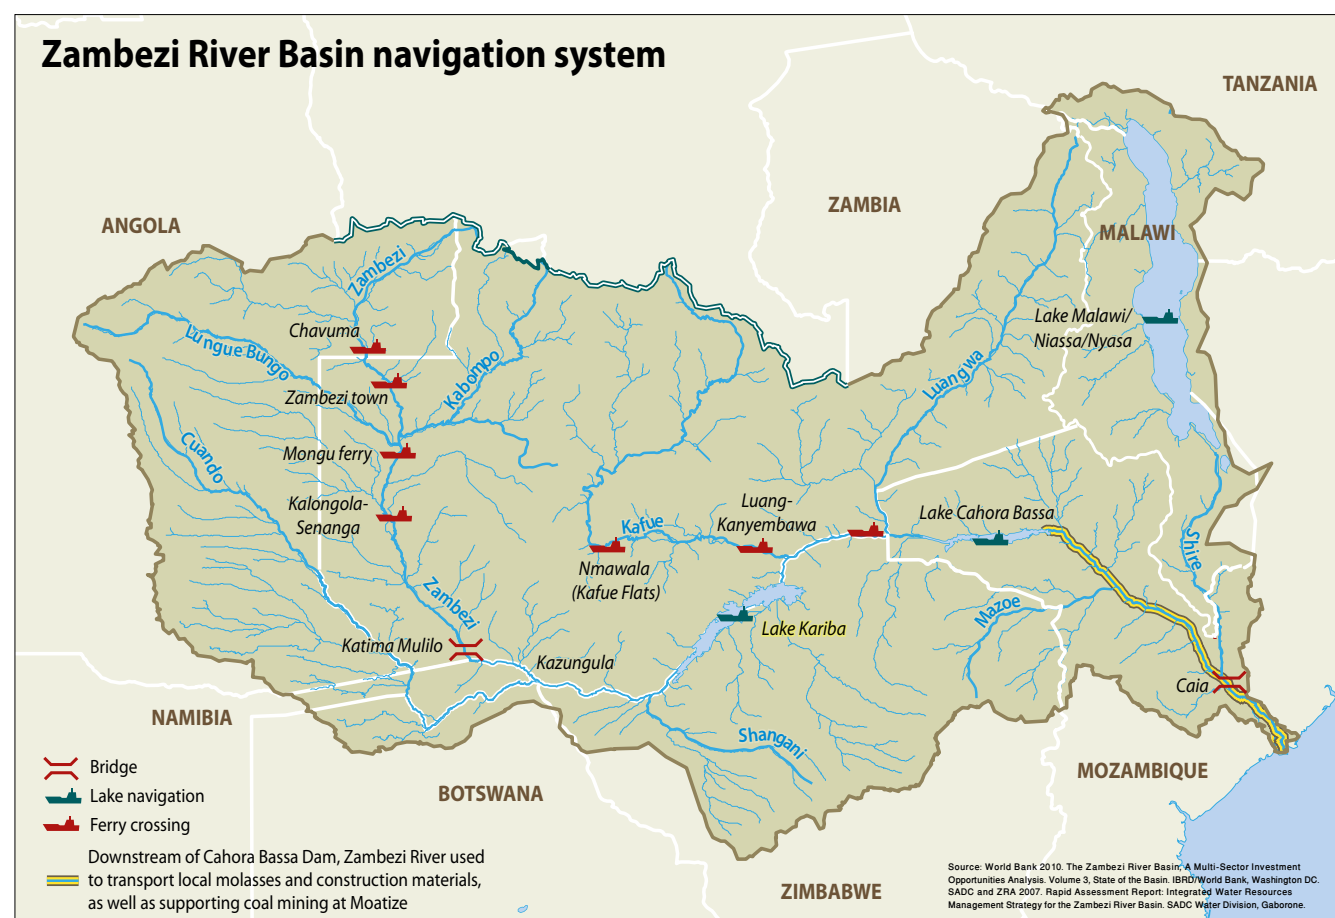 Zambezi River Basin navigation system
TANZANIA
ZAMBIA
ANGOLA
MALAWI
Zambezi
Chavuma
Lake Malawi/
Niassa/Nyasa
Lungue Bungo
Kabompo
Luangwa
Zambezi town
Cuando
Mongu ferry
Kalongola-
Senanga
Luang-
Kanyembawa
Lake Cahora Bassa
Kafue
Shire
Nmawala
(Kafue Flats)
Zambezi
Mazoe
Lake Kariba
Katima Mulilo
Kazungula
Caia
NAMIBIA
Shangani
MOZAMBIQUE
BOTSWANA
ZIMBABWE
Bridge
Lake navigation
Ferry crossing
Downstream of Cahora Bassa Dam, Zambezi River used
to transport local molasses and construction materials,
as well as supporting coal mining at Moatize
Source: World Bank 2010. The Zambezi River Basin; A Multi-Sector Investment
Opportunities Analysis. Volume 3, State of the Basin. IBRD/World Bank, Washington DC.
SADC and ZRA 2007. Rapid Assessment Report: Integrated Water Resources
Management Strategy for the Zambezi River Basin. SADC Water Division, Gaborone.